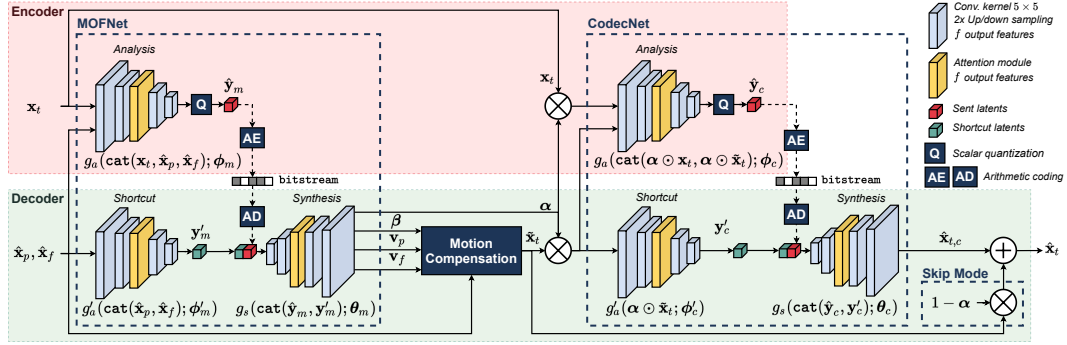 Encoder
MOFNet
CodecNet
Conv. kernel 5 × 5
2x Up/down sampling
f output features
Analysis
Analysis
Attention module
f output features
x_t
ŷ_m
x_t
ŷ_c
Q
Q
Sent latents
Shortcut latents
AE
AE
Q Scalar quantization
AE AD Arithmetic coding
g_a(cat(x_t, x̂_p, x̂_f); ϕ_m)
g_a(cat(α ⊙ x_t, α ⊙ x̃_t); ϕ_c)
bitstream
bitstream
Decoder
Shortcut
AD
Synthesis
α
Shortcut
AD
Synthesis
y′_m
β
y′_c
x̂_p, x̂_f
v_p
v_f
Motion
Compensation
x̃_t
x̂_{t,c}
x̂_t
Skip Mode
1 − α
g′_a(cat(x̂_p, x̂_f); ϕ′_m)
g_s(cat(ŷ_m, y′_m); θ_m)
g′_a(α ⊙ x̃_t; ϕ′_c)
g_s(cat(ŷ_c, y′_c); θ_c)